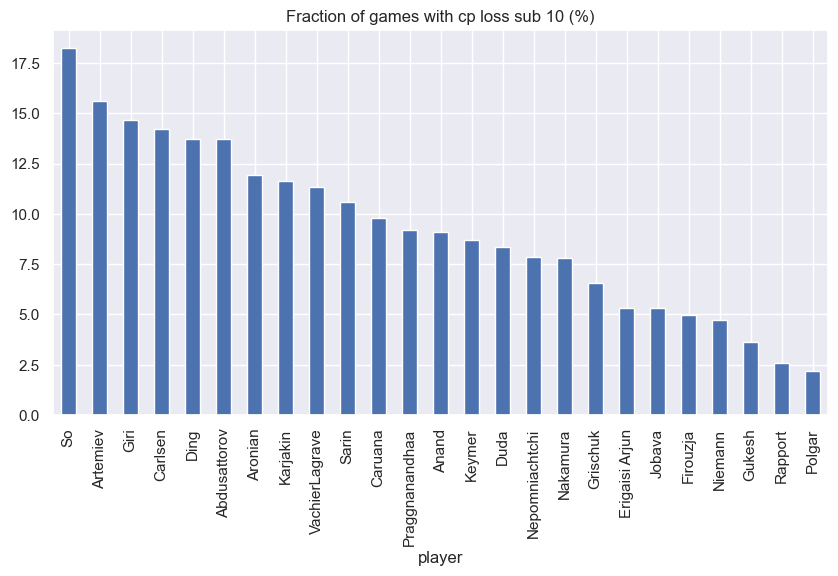 Fraction of games with cp loss sub 10 (%)
17.5
15.0
12.5
10.0
7.5
5.0
2.5
0.0
So
Artemiev
Giri
Carlsen
Ding
Abdusattorov
Aronian
Karjakin
VachierLagrave
Sarin
Caruana
Praggnanandhaa
Anand
Keymer
Duda
Nepomniachtchi
Nakamura
Grischuk
Erigaisi Arjun
Jobava
Firouzja
Niemann
Gukesh
Rapport
Polgar
player